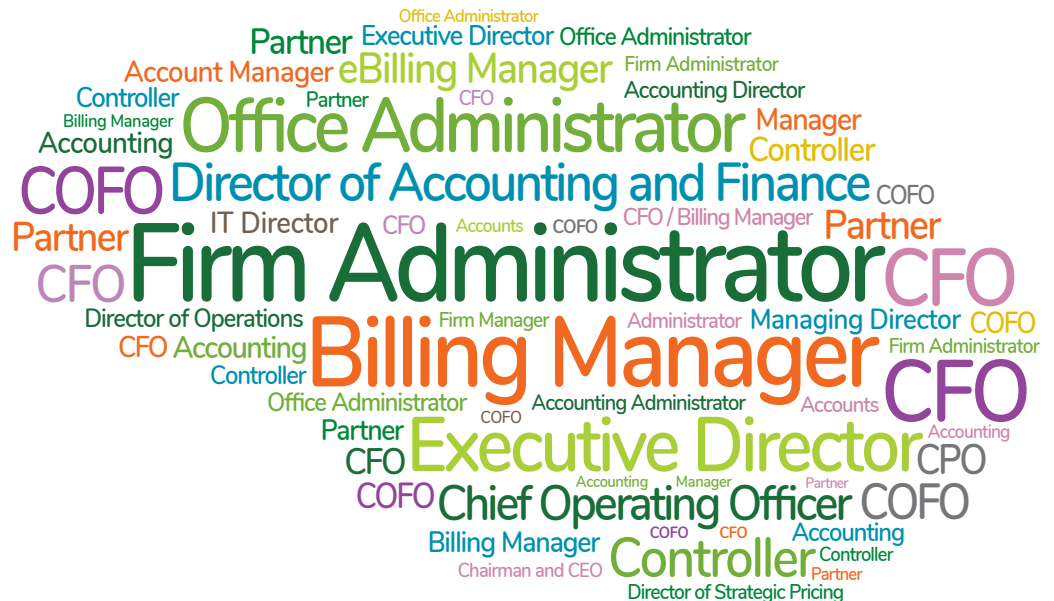 Office Administrator
Partner Executive Director Office Administrator
Account Manager eBilling Manager Firm Administrator
Controller Partner CFO Accounting Director
Billing Manager Office Administrator Manager
Accounting Controller
COFO Director of Accounting and Finance COFO
Partner IT Director CFO Accounts COFO CFO / Billing Manager Partner
CFO Firm Administrator CFO
Director of Operations Firm Manager Administrator Managing Director COFO
CFO Accounting Billing Manager Firm Administrator
Controller CFO
Office Administrator COFO Accounting Administrator Accounts
Partner Executive Director Accounting
CFO CPO
Accounting Manager Partner
COFO Chief Operating Officer COFO
Billing Manager COFO CFO Accounting
Controller Controller
Chairman and CEO Partner
Director of Strategic Pricing